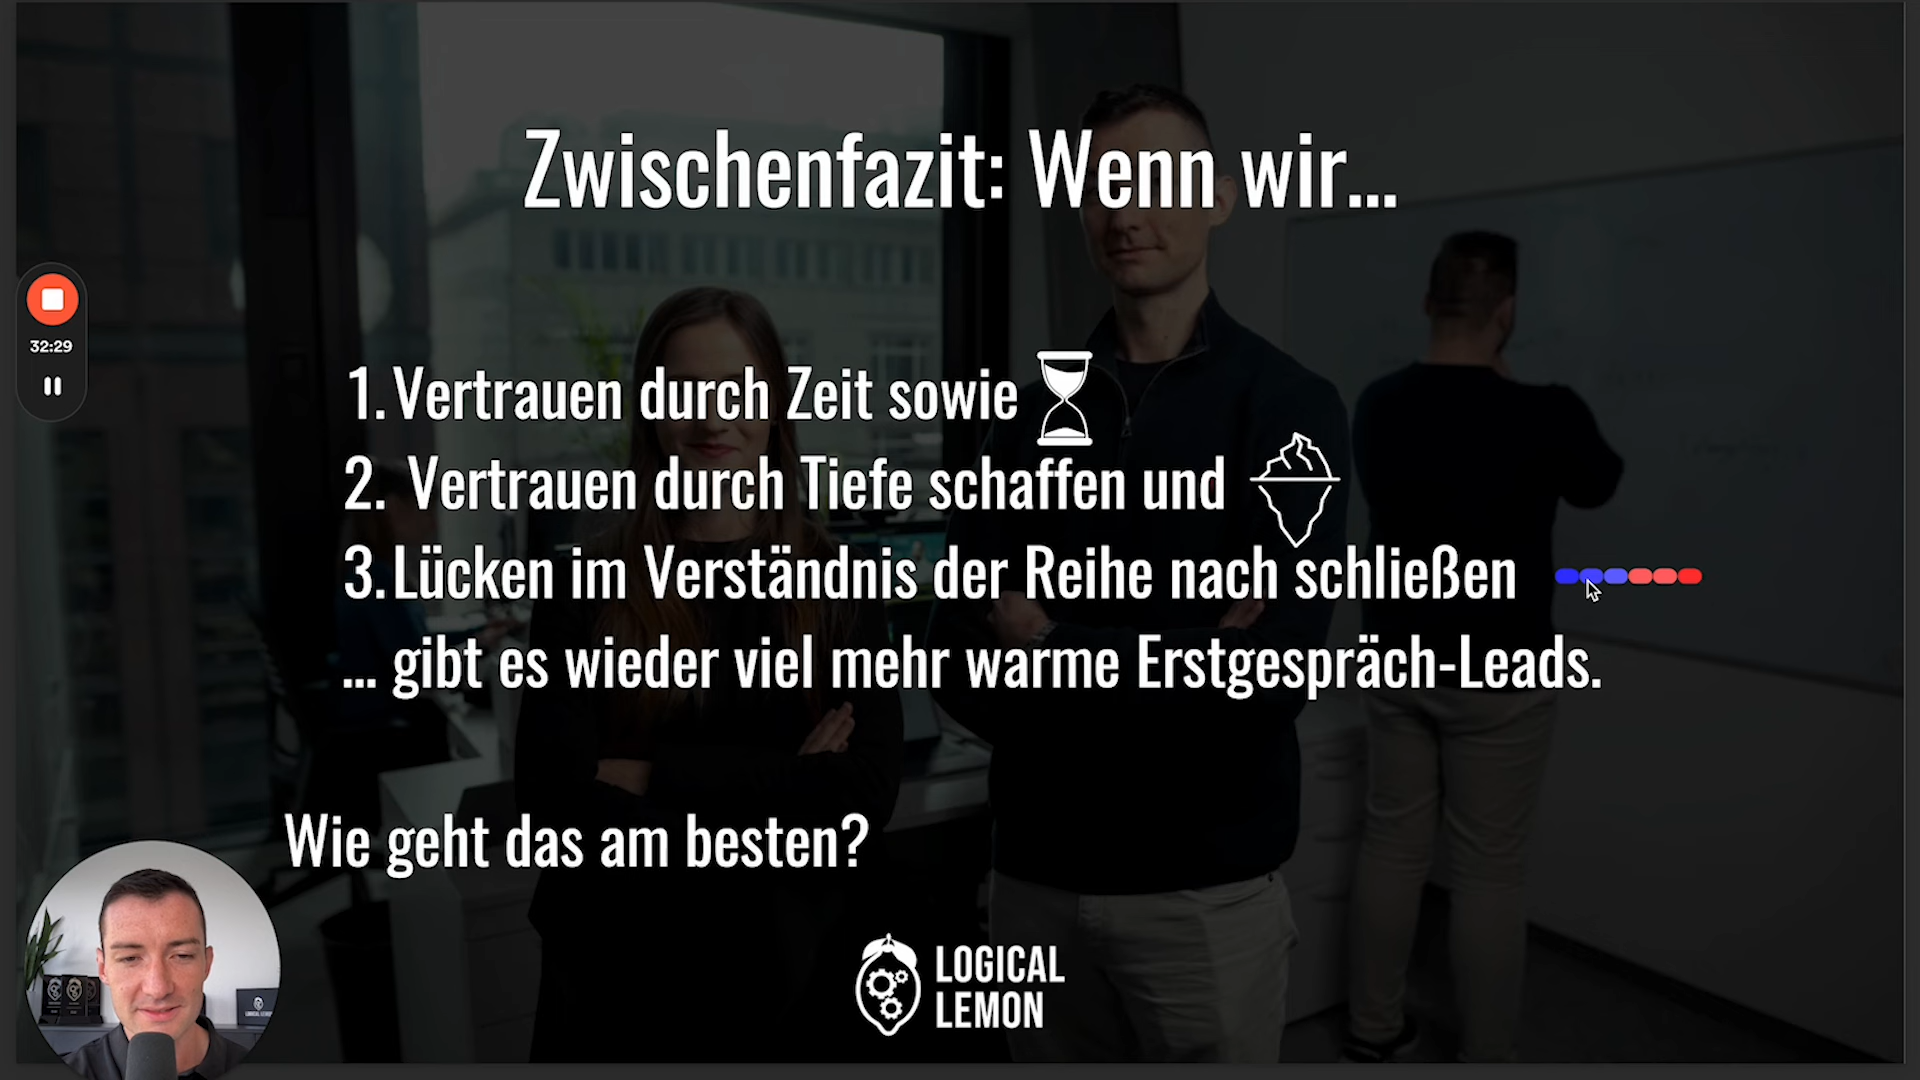 Zwischenfazit: Wenn wir...
32:29
1. Vertrauen durch Zeit sowie
2. Vertrauen durch Tiefe schaffen und
3. Lücken im Verständnis der Reihe nach schließen
... gibt es wieder viel mehr warme Erstgespräch-Leads.
Wie geht das am besten?
LOGICAL
LEMON